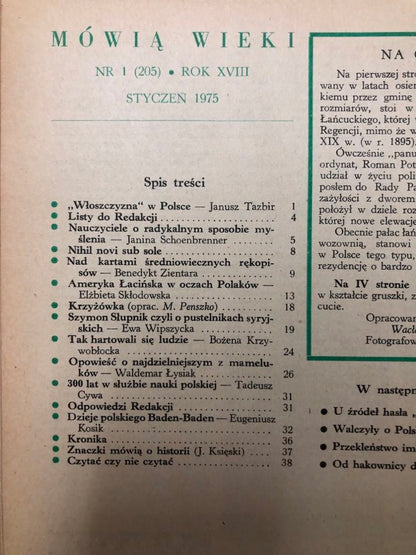 MÓWIĄ WIEKI
NR 1 (205) • ROK XVIII
STYCZEŃ 1975
Spis treści
• „Włoszczyzna” w Polsce — Janusz Tazbir 1
• Listy do Redakcji 4
• Nauczyciele o radykalnym sposobie my-
ślenia — Janina Schoenbrenner 5
• Nihil novi sub sole 8
• Nad kartami średniowiecznych rękopi-
sów — Benedykt Zientara 9
• Ameryka Łacińska w oczach Polaków —
Elżbieta Skłodowska 13
• Krzyżówka (oprac. M. Penszko) 18
• Szymon Słupnik czyli o pustelnikach syryj-
skich — Ewa Wipszycka 19
• Tak hartowali się ludzie — Bożena Krzy-
wobłocka 24
• Opowieść o najdzielniejszym z mamelu-
ków — Waldemar Łysiak 26
• 300 lat w służbie nauki polskiej — Tadeusz
Cywa 31
• Odpowiedzi Redakcji 31
• Dzieje polskiego Baden-Baden — Eugeniusz
Kosik 32
• Kronika 36
• Znaczki mówią o historii (J. Księski) 37
• Czytać czy nie czytać 38
NA
Na pierwszej str
wany w latach osiem
kiemu przez gminę
rozmiarów, stoi w
Łańcuckiego, której
Regencji, mimo że w
XIX w. (w r. 1895).
Ówcześnie „panu
ordynat, Roman Pot
udział w życiu poli
posłem do Rady Pa
zażyłości z dworem
położył w dziele roz
której nowe elewacje
Obecnie pałac łań
wozownią, stanowi
w Polsce tego typu,
rezydencję o bardzo
Na IV stronie
w kształcie gruszki, z
cucie.
Opracował
Wacła
Fotografow
W następn
• U źródeł hasła „
• Walczyły o Pols
• Przekleństwo im
• Od hakownicy d